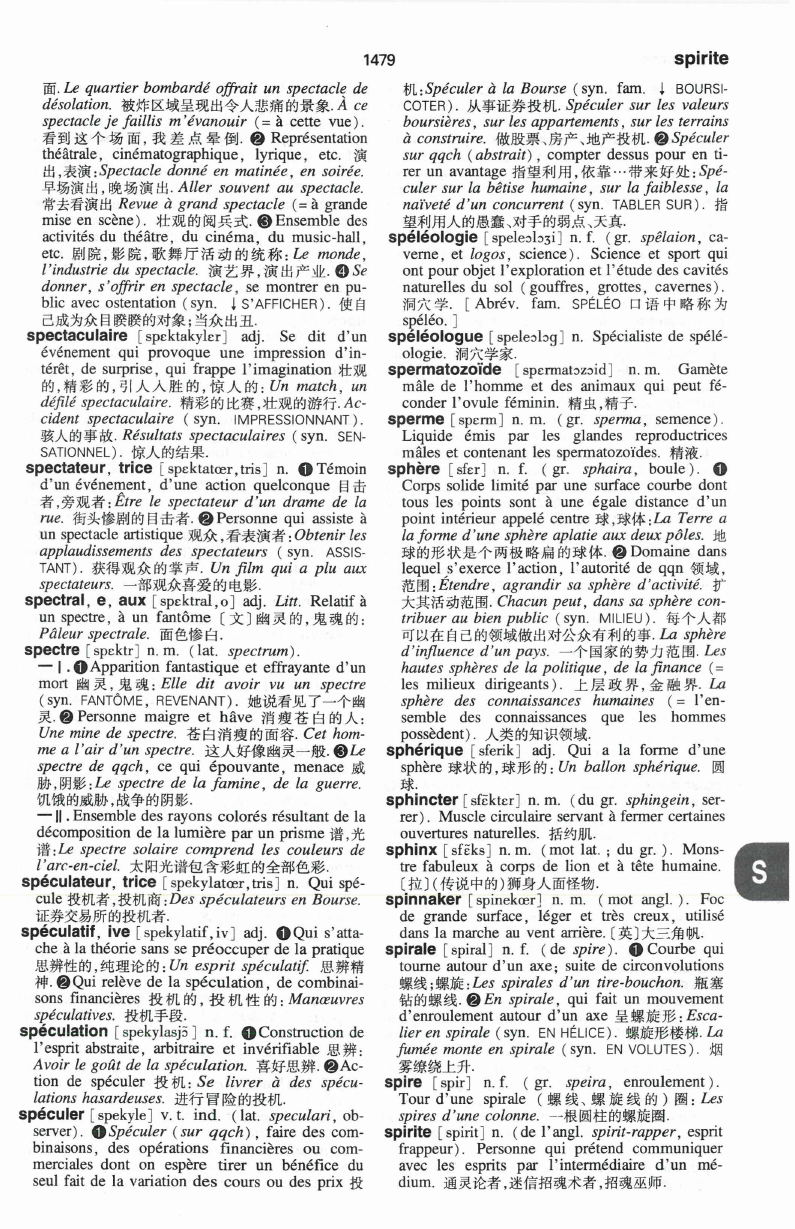 1479
spirite
面. Le quartier bombardé offrait un spectacle de
désolation. 被炸区域呈现出令人悲痛的景象. À ce
spectacle je faillis m'évanouir (= à cette vue).
看到这个场面,我差点晕倒. ❷ Représentation
théâtrale, cinématographique, lyrique, etc. 演
出,表演:Spectacle donné en matinée, en soirée.
早场演出,晚场演出. Aller souvent au spectacle.
常去看演出 Revue à grand spectacle (= à grande
mise en scène). 壮观的阅兵式. ❸ Ensemble des
activités du théâtre, du cinéma, du music-hall,
etc. 剧院,影院,歌舞厅活动的统称: Le monde,
l'industrie du spectacle. 演艺界,演出产业. ❹ Se
donner, s'offrir en spectacle, se montrer en pu-
blic avec ostentation (syn. ↓ S'AFFICHER). 使自
己成为众目睽睽的对象;当众出丑.
spectaculaire [spɛktakylɛr] adj. Se dit d'un
événement qui provoque une impression d'in-
térêt, de surprise, qui frappe l'imagination 壮观
的,精彩的,引人入胜的,惊人的: Un match, un
défilé spectaculaire. 精彩的比赛,壮观的游行. Ac-
cident spectaculaire (syn. IMPRESSIONNANT).
骇人的事故. Résultats spectaculaires (syn. SEN-
SATIONNEL). 惊人的结果.
spectateur, trice [spɛktatœr,tris] n. ❶ Témoin
d'un événement, d'une action quelconque 目击
者,旁观者: Être le spectateur d'un drame de la
rue. 街头惨剧的目击者. ❷ Personne qui assiste à
un spectacle artistique 观众,看表演者: Obtenir les
applaudissements des spectateurs (syn. ASSIS-
TANT). 获得观众的掌声. Un film qui a plu aux
spectateurs. 一部观众喜爱的电影.
spectral, e, aux [spɛktral,o] adj. Litt. Relatif à
un spectre, à un fantôme [文]幽灵的,鬼魂的:
Pâleur spectrale. 面色惨白.
spectre [spɛktr] n. m. (lat. spectrum).
— I. ❶ Apparition fantastique et effrayante d'un
mort 幽灵,鬼魂: Elle dit avoir vu un spectre
(syn. FANTÔME, REVENANT). 她说看见了一个幽
灵. ❷ Personne maigre et hâve 消瘦苍白的人:
Une mine de spectre. 苍白消瘦的面容. Cet hom-
me a l'air d'un spectre. 这人好像幽灵一般. ❸ Le
spectre de qqch, ce qui épouvante, menace 威
胁,阴影: Le spectre de la famine, de la guerre.
饥饿的威胁,战争的阴影.
— II. Ensemble des rayons colorés résultant de la
décomposition de la lumière par un prisme 谱,光
谱: Le spectre solaire comprend les couleurs de
l'arc-en-ciel. 太阳光谱包含彩虹的全部色彩.
spéculateur, trice [spekylatœr,tris] n. Qui spé-
cule 投机者,投机商: Des spéculateurs en Bourse.
证券交易所的投机者.
spéculatif, ive [spekylatif,iv] adj. ❶ Qui s'atta-
che à la théorie sans se préoccuper de la pratique
思辨性的,纯理论的: Un esprit spéculatif. 思辨精
神. ❷ Qui relève de la spéculation, de combinai-
sons financières 投机的,投机性的: Manœuvres
spéculatives. 投机手段.
spéculation [spekylasjɔ̃] n. f. ❶ Construction de
l'esprit abstraite, arbitraire et invérifiable 思辨:
Avoir le goût de la spéculation. 喜好思辨. ❷ Ac-
tion de spéculer 投机: Se livrer à des spécu-
lations hasardeuses. 进行冒险的投机.
spéculer [spekyle] v. t. ind. (lat. speculari, ob-
server). ❶ Spéculer (sur qqch), faire des com-
binaisons, des opérations financières ou com-
merciales dont on espère tirer un bénéfice du
seul fait de la variation des cours ou des prix 投
机: Spéculer à la Bourse (syn. fam. ↓ BOURSI-
COTER). 从事证券投机. Spéculer sur les valeurs
boursières, sur les appartements, sur les terrains
à construire. 做股票、房产、地产投机. ❷ Spéculer
sur qqch (abstrait), compter dessus pour en ti-
rer un avantage 指望利用,依靠…带来好处: Spé-
culer sur la bêtise humaine, sur la faiblesse, la
naïveté d'un concurrent (syn. TABLER SUR). 指
望利用人的愚蠢、对手的弱点、天真.
spéléologie [speleɔlɔʒi] n. f. (gr. spêlaion, ca-
verne, et logos, science). Science et sport qui
ont pour objet l'exploration et l'étude des cavités
naturelles du sol (gouffres, grottes, cavernes).
洞穴学. [Abrév. fam. SPÉLÉO 口语中略称为
spéléo.]
spéléologue [speleɔlɔg] n. Spécialiste de spélé-
ologie. 洞穴学家.
spermatozoïde [spɛrmatɔzɔid] n. m. Gamète
mâle de l'homme et des animaux qui peut fé-
conder l'ovule féminin. 精虫,精子.
sperme [spɛrm] n. m. (gr. sperma, semence).
Liquide émis par les glandes reproductrices
mâles et contenant les spermatozoïdes. 精液.
sphère [sfɛr] n. f. (gr. sphaira, boule). ❶
Corps solide limité par une surface courbe dont
tous les points sont à une égale distance d'un
point intérieur appelé centre 球,球体: La Terre a
la forme d'une sphère aplatie aux deux pôles. 地
球的形状是个两极略扁的球体. ❷ Domaine dans
lequel s'exerce l'action, l'autorité de qqn 领域,
范围: Étendre, agrandir sa sphère d'activité. 扩
大其活动范围. Chacun peut, dans sa sphère con-
tribuer au bien public (syn. MILIEU). 每个人都
可以在自己的领域做出对公众有利的事. La sphère
d'influence d'un pays. 一个国家的势力范围. Les
hautes sphères de la politique, de la finance (=
les milieux dirigeants). 上层政界,金融界. La
sphère des connaissances humaines (= l'en-
semble des connaissances que les hommes
possèdent). 人类的知识领域.
sphérique [sferik] adj. Qui a la forme d'une
sphère 球状的,球形的: Un ballon sphérique. 圆
球.
sphincter [sfɛ̃ktɛr] n. m. (du gr. sphingein, ser-
rer). Muscle circulaire servant à fermer certaines
ouvertures naturelles. 括约肌.
sphinx [sfɛ̃ks] n. m. (mot lat. ; du gr. ). Mons-
tre fabuleux à corps de lion et à tête humaine.
[拉](传说中的)狮身人面怪物.
spinnaker [spinekœr] n. m. (mot angl. ). Foc
de grande surface, léger et très creux, utilisé
dans la marche au vent arrière. [英]大三角帆.
spirale [spiral] n. f. (de spire). ❶ Courbe qui
tourne autour d'un axe; suite de circonvolutions
螺线;螺旋: Les spirales d'un tire-bouchon. 瓶塞
钻的螺线. ❷ En spirale, qui fait un mouvement
d'enroulement autour d'un axe 呈螺旋形: Esca-
lier en spirale (syn. EN HÉLICE). 螺旋形楼梯. La
fumée monte en spirale (syn. EN VOLUTES). 烟
雾缭绕上升.
spire [spir] n. f. (gr. speira, enroulement).
Tour d'une spirale (螺线、螺旋线的)圈: Les
spires d'une colonne. 一根圆柱的螺旋圈.
spirite [spirit] n. (de l'angl. spirit-rapper, esprit
frappeur). Personne qui prétend communiquer
avec les esprits par l'intermédiaire d'un mé-
dium. 通灵论者,迷信招魂术者,招魂巫师.
S